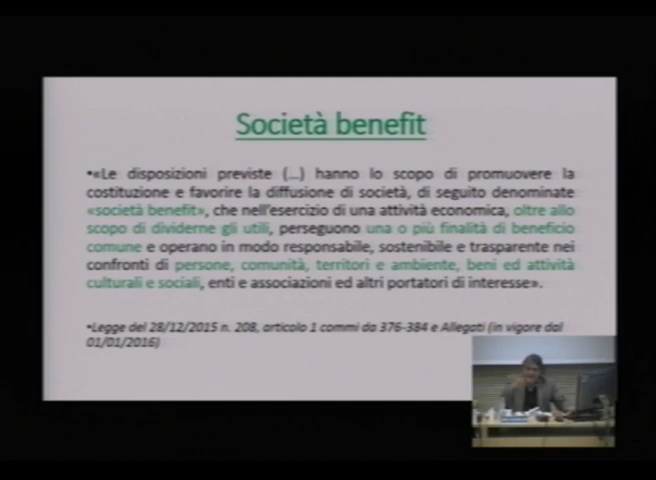 Società benefit
•«Le disposizioni previste (...) hanno lo scopo di promuovere la
costituzione e favorire la diffusione di società, di seguito denominate
«società benefit», che nell'esercizio di una attività economica, oltre allo
scopo di dividerne gli utili, perseguono una o più finalità di beneficio
comune e operano in modo responsabile, sostenibile e trasparente nei
confronti di persone, comunità, territori e ambiente, beni ed attività
culturali e sociali, enti e associazioni ed altri portatori di interesse».
•Legge del 28/12/2015 n. 208, articolo 1 commi da 376-384 e Allegati (in vigore dal
01/01/2016)